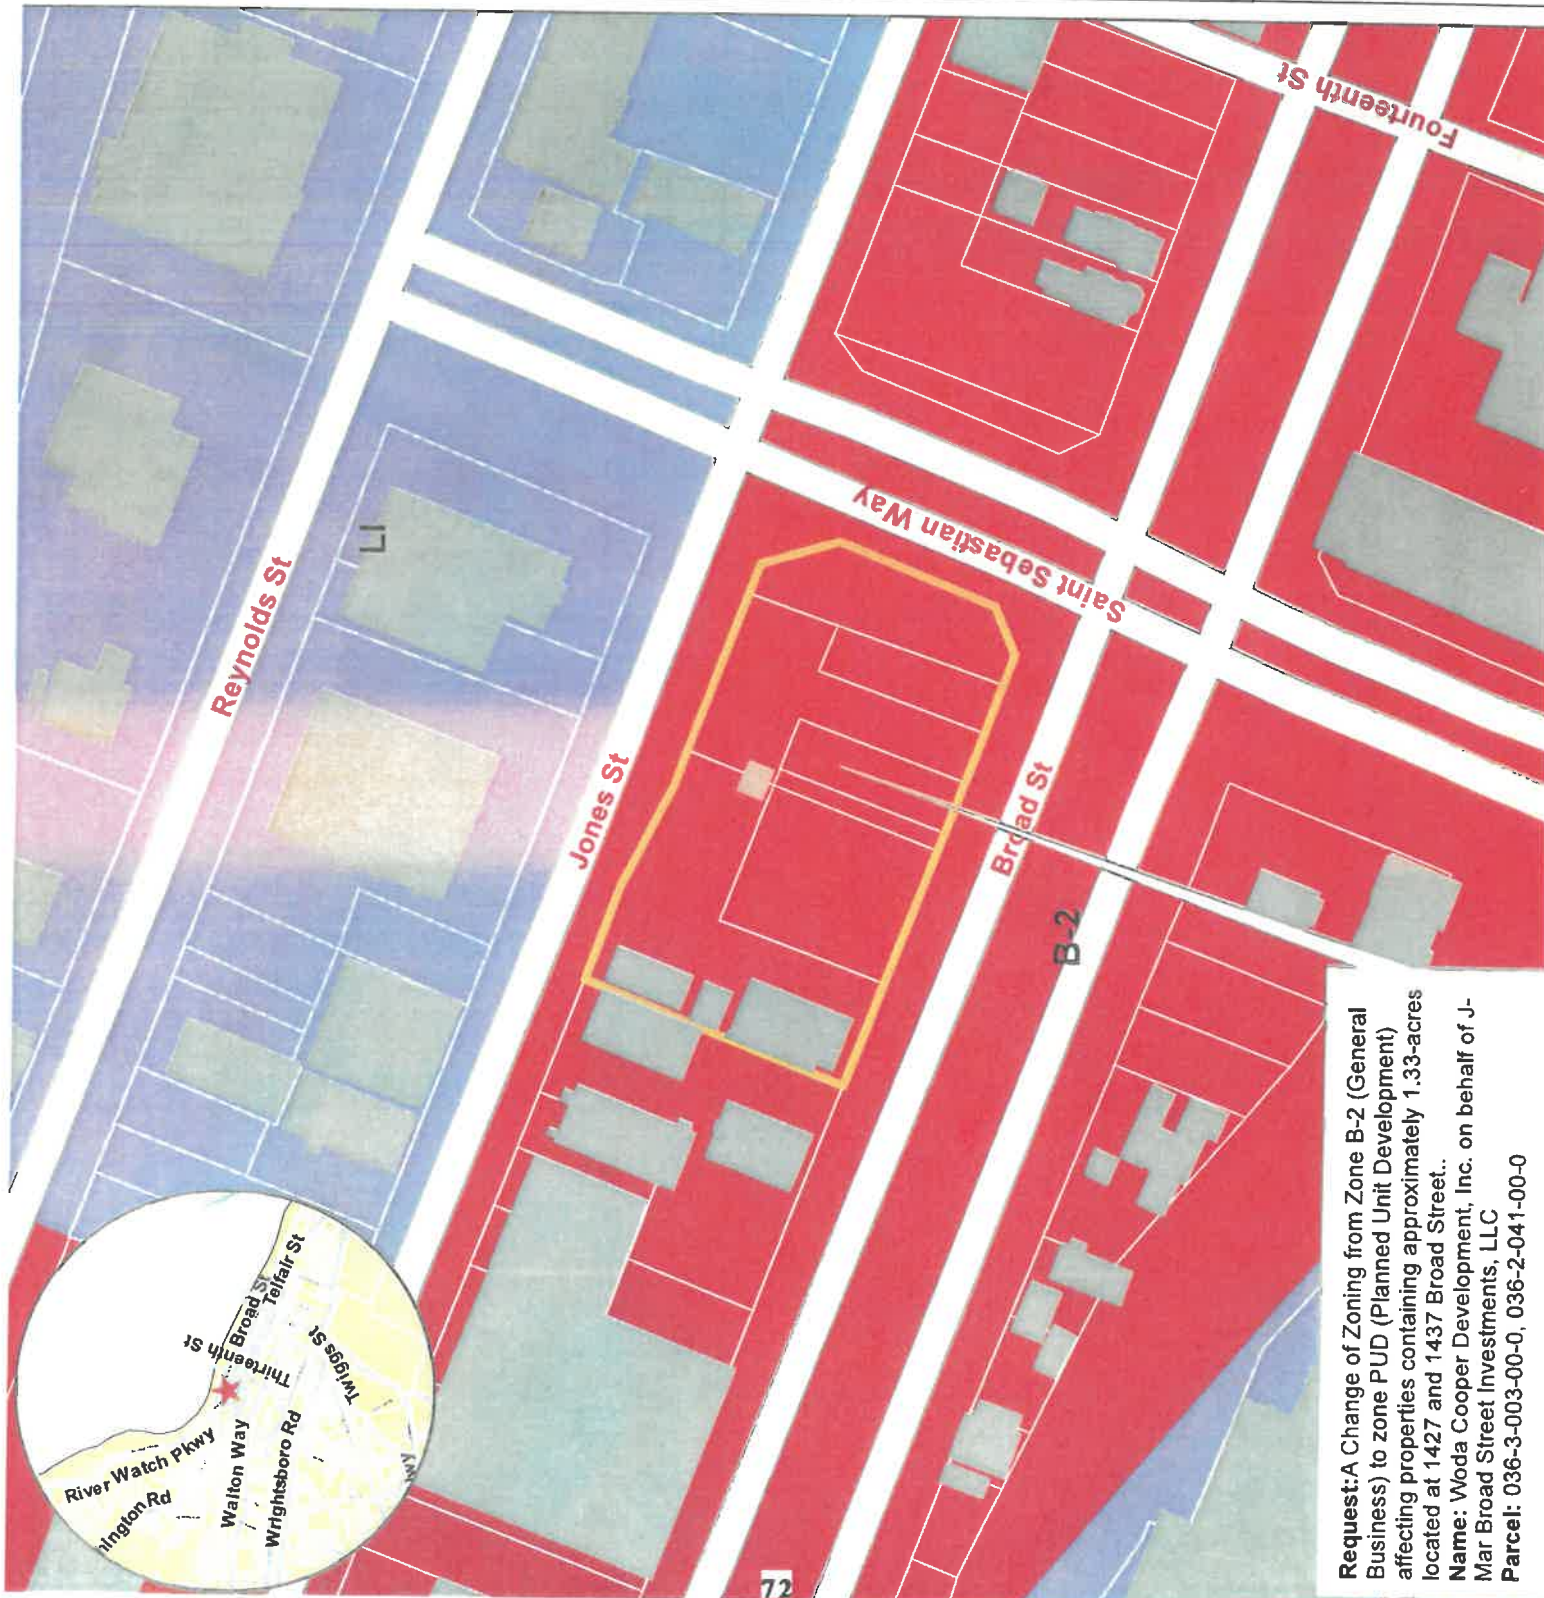 Reynolds St
LI
Jones St
Saint Sebastian Way
Fourteenth St
Broad St
B-2
River Watch Pkwy
Walton Way
Wrightsboro Rd
Thirteenth St
Broad St
Telfair St
Twiggs St
Request:A Change of Zoning from Zone B-2 (General
Business) to zone PUD (Planned Unit Development)
affecting properties containing approximately 1.33-acres
located at 1427 and 1437 Broad Street..
Name: Woda Cooper Development, Inc. on behalf of J-
Mar Broad Street Investments, LLC
Parcel: 036-3-003-00-0, 036-2-041-00-0
72